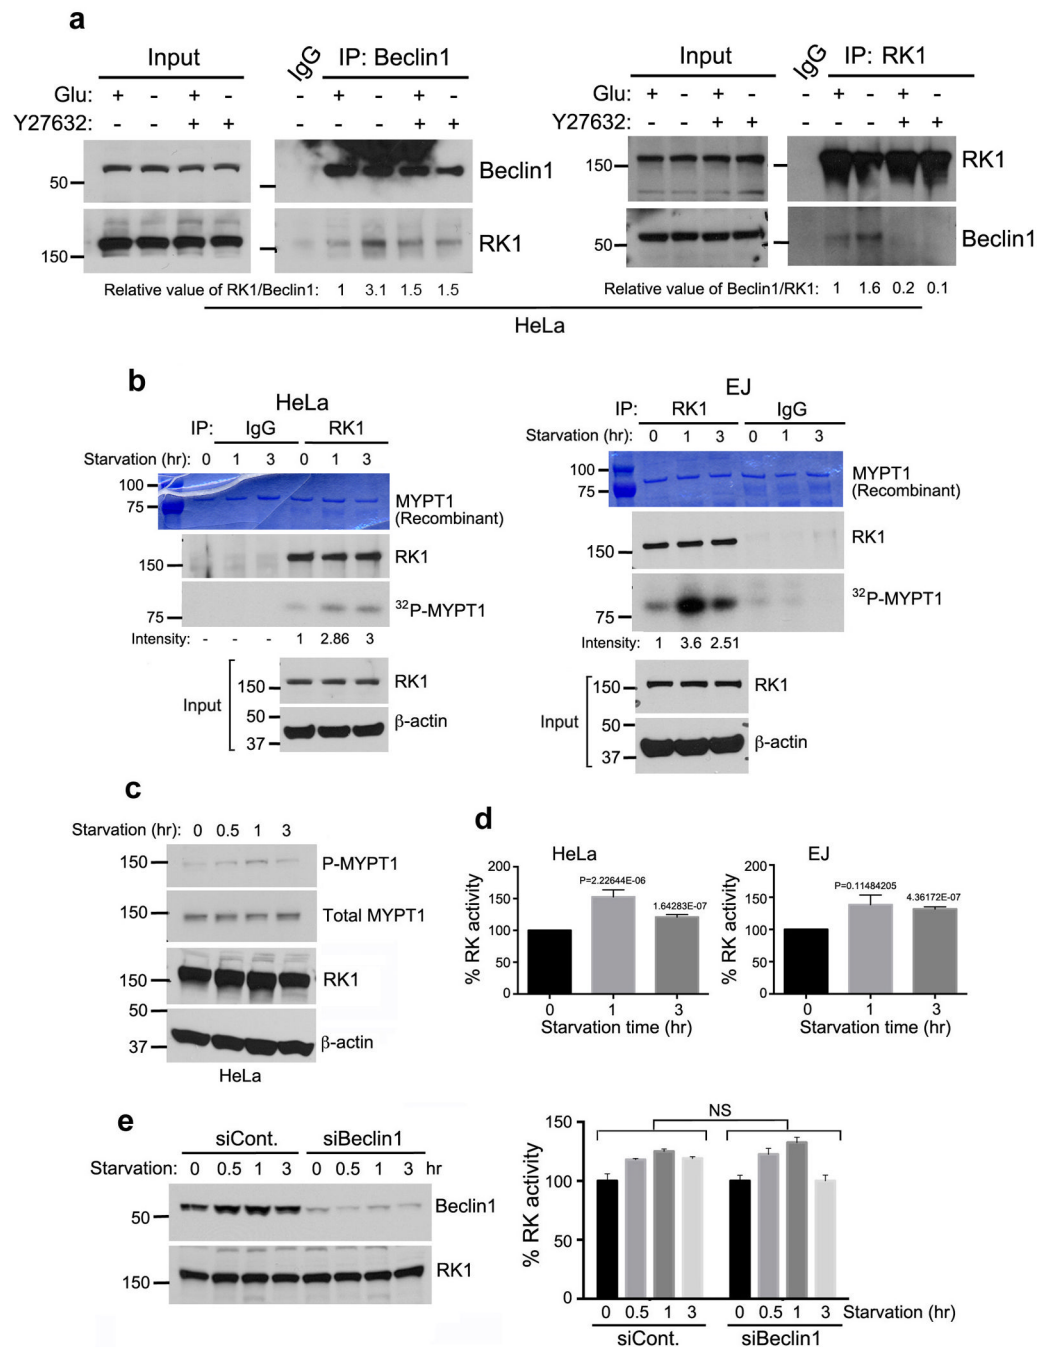 a
Input IgG IP: Beclin1
Glu: + - + - - + - + -
Y27632: - - + + - - - + +
50 Beclin1
150 RK1
Relative value of RK1/Beclin1: 1 3.1 1.5 1.5
Input IgG IP: RK1
Glu: + - + - - + - + -
Y27632: - - + + - - - + +
150 RK1
50 Beclin1
Relative value of Beclin1/RK1: 1 1.6 0.2 0.1
HeLa
b
HeLa
IP: IgG RK1
Starvation (hr): 0 1 3 0 1 3
100
75
MYPT1
(Recombinant)
150 RK1
75 32P-MYPT1
Intensity: - - - 1 2.86 3
Input
150 RK1
50
37
β-actin
EJ
IP: RK1 IgG
Starvation (hr): 0 1 3 0 1 3
100
75
MYPT1
(Recombinant)
150 RK1
75 32P-MYPT1
Intensity: 1 3.6 2.51
Input
150 RK1
50
37
β-actin
c
Starvation (hr): 0 0.5 1 3
150 P-MYPT1
150 Total MYPT1
150 RK1
50
37 β-actin
HeLa
d
HeLa
% RK activity
200
150
100
50
0
P=2.22644E-06
1.64283E-07
0 1 3
Starvation time (hr)
EJ
% RK activity
200
150
100
50
0
P=0.11484205
4.36172E-07
0 1 3
Starvation time (hr)
e
siCont. siBeclin1
Starvation: 0 0.5 1 3 0 0.5 1 3 hr
50 Beclin1
150 RK1
NS
% RK activity
150
100
50
0
0 0.5 1 3 0 0.5 1 3 Starvation (hr)
siCont. siBeclin1